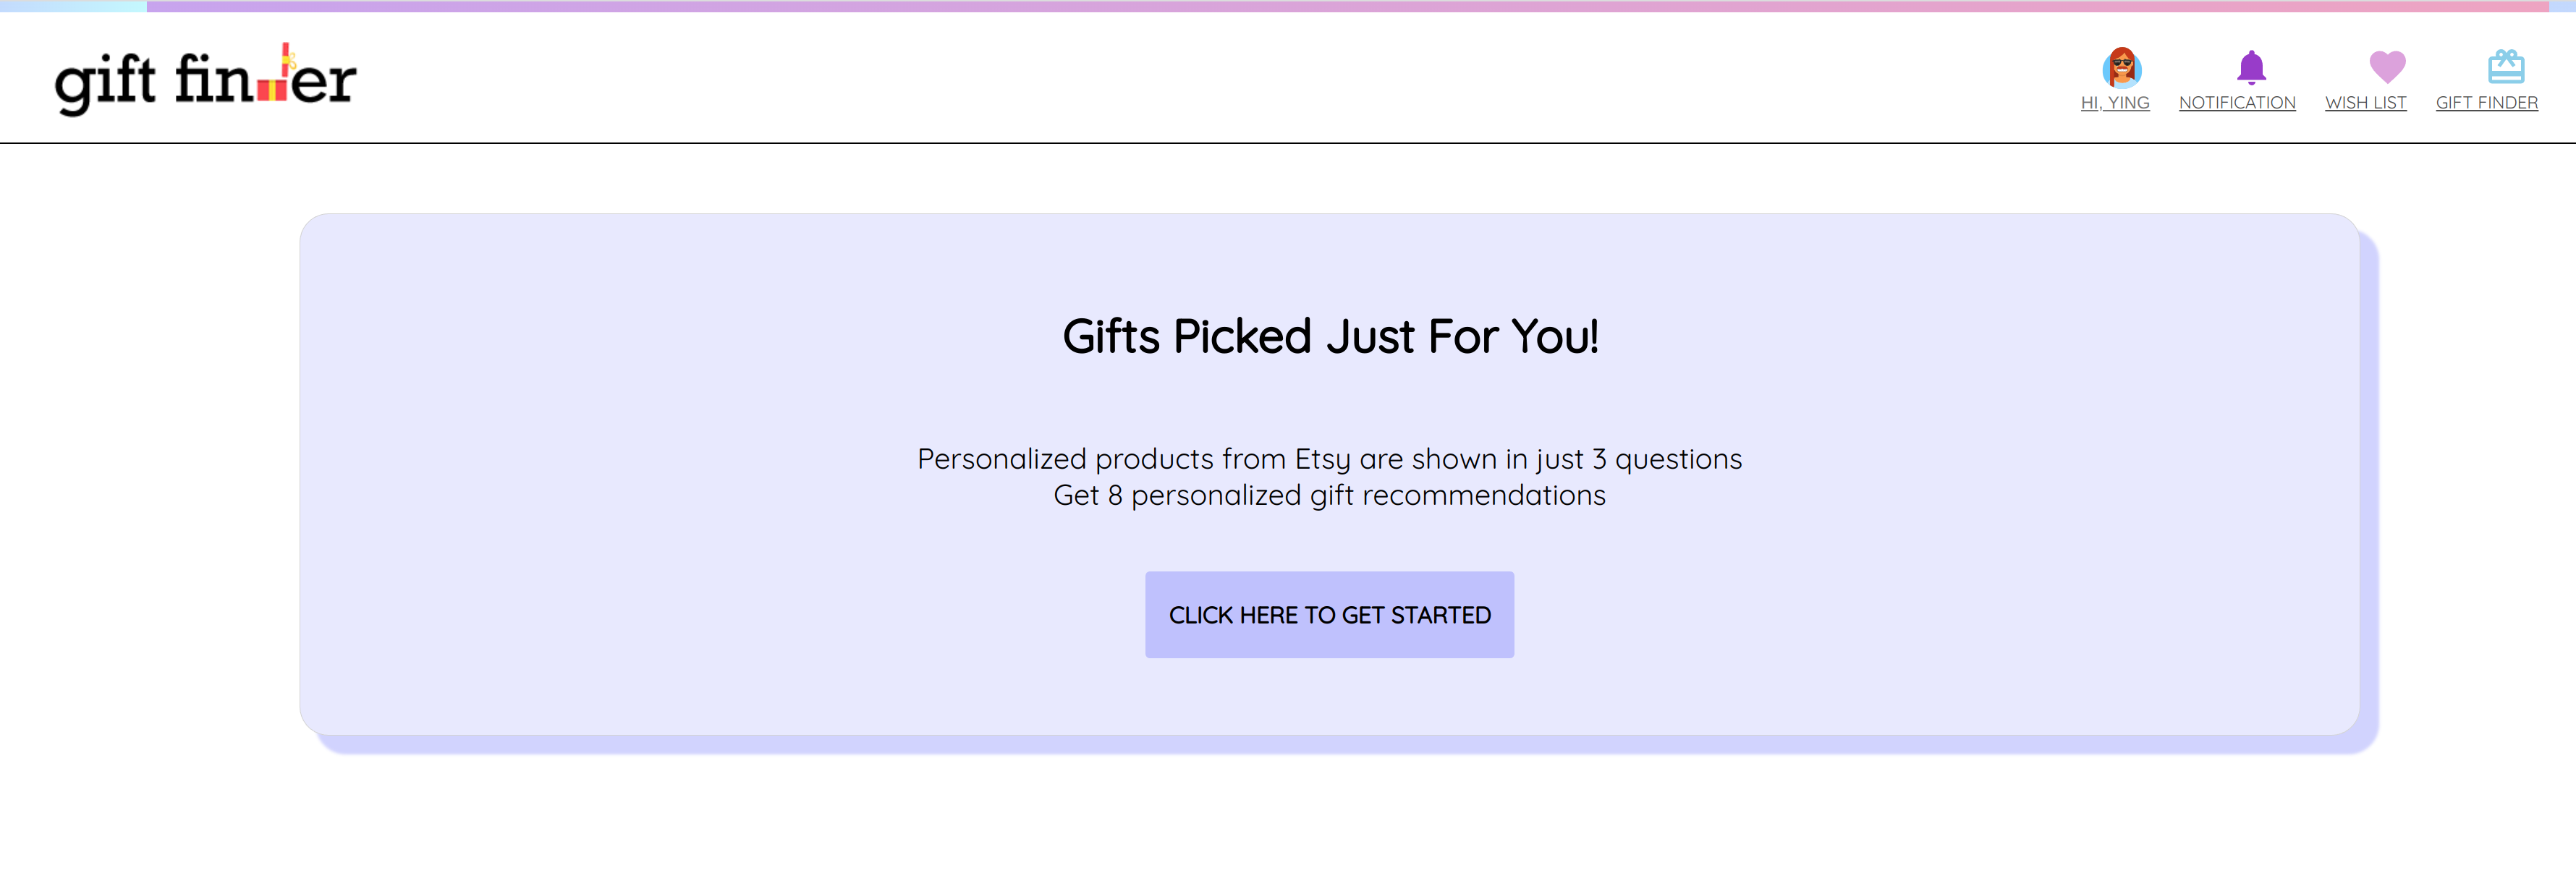 gift finder
HI, YING
NOTIFICATION
WISH LIST
GIFT FINDER
Gifts Picked Just For You!
Personalized products from Etsy are shown in just 3 questions
Get 8 personalized gift recommendations
CLICK HERE TO GET STARTED